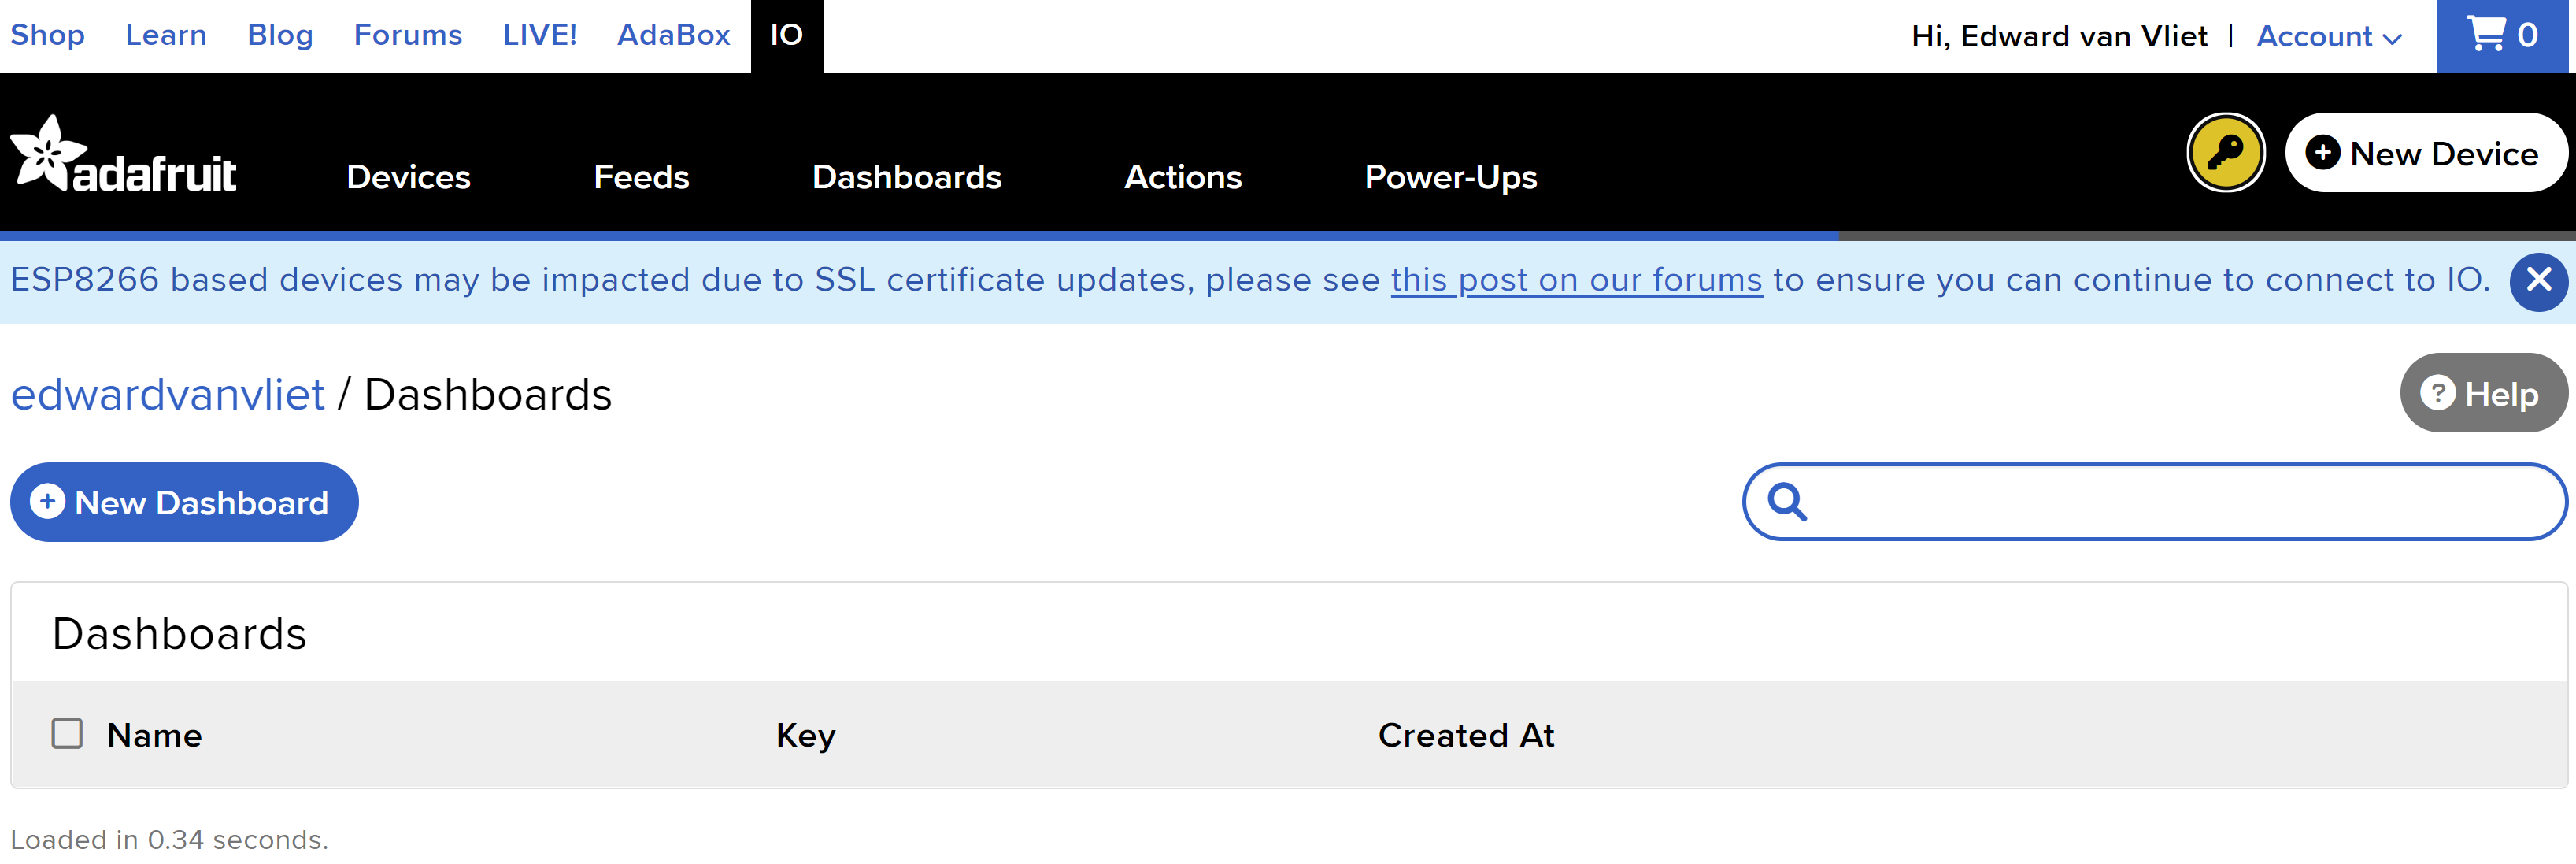 Shop Learn Blog Forums LIVE! AdaBox IO Hi, Edward van Vliet | Account 0
adafruit Devices Feeds Dashboards Actions Power-Ups New Device
ESP8266 based devices may be impacted due to SSL certificate updates, please see this post on our forums to ensure you can continue to connect to IO.
edwardvanvliet / Dashboards Help
New Dashboard
Dashboards
Name Key Created At
Loaded in 0.34 seconds.